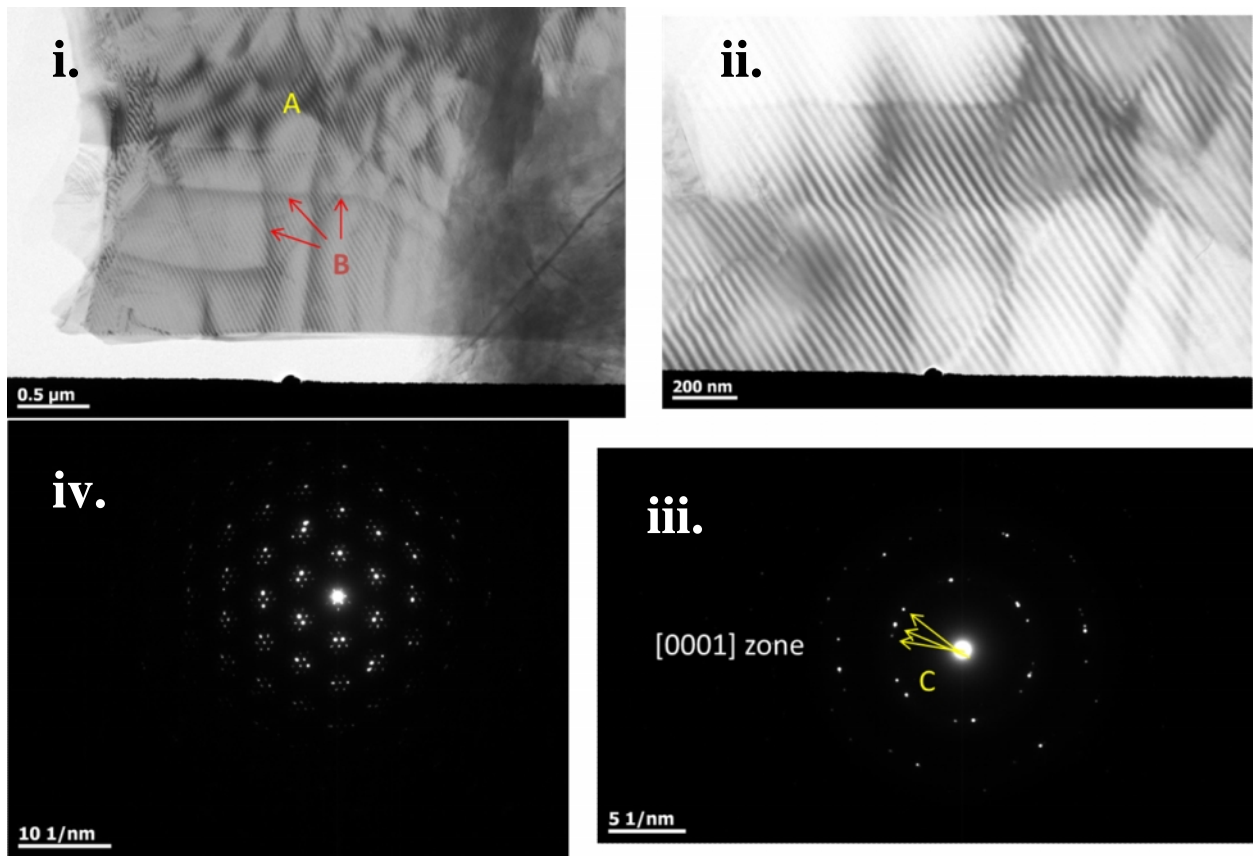 i.
A
B
0.5 µm
ii.
200 nm
iv.
10 1/nm
iii.
[0001] zone
C
5 1/nm